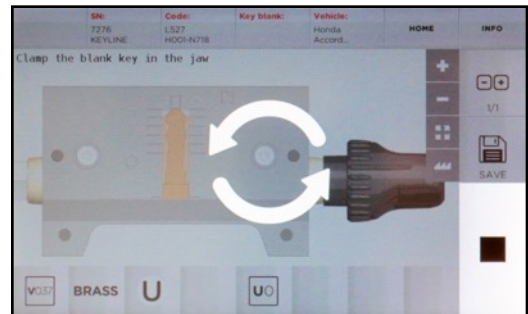 SN: Code: Key blank: Vehicle:
7276 L527 Honda HOME INFO
KEYLINE HO01-N718 Accord...
Clamp the blank key in the jaw
1/1
SAVE
V037 BRASS U U0